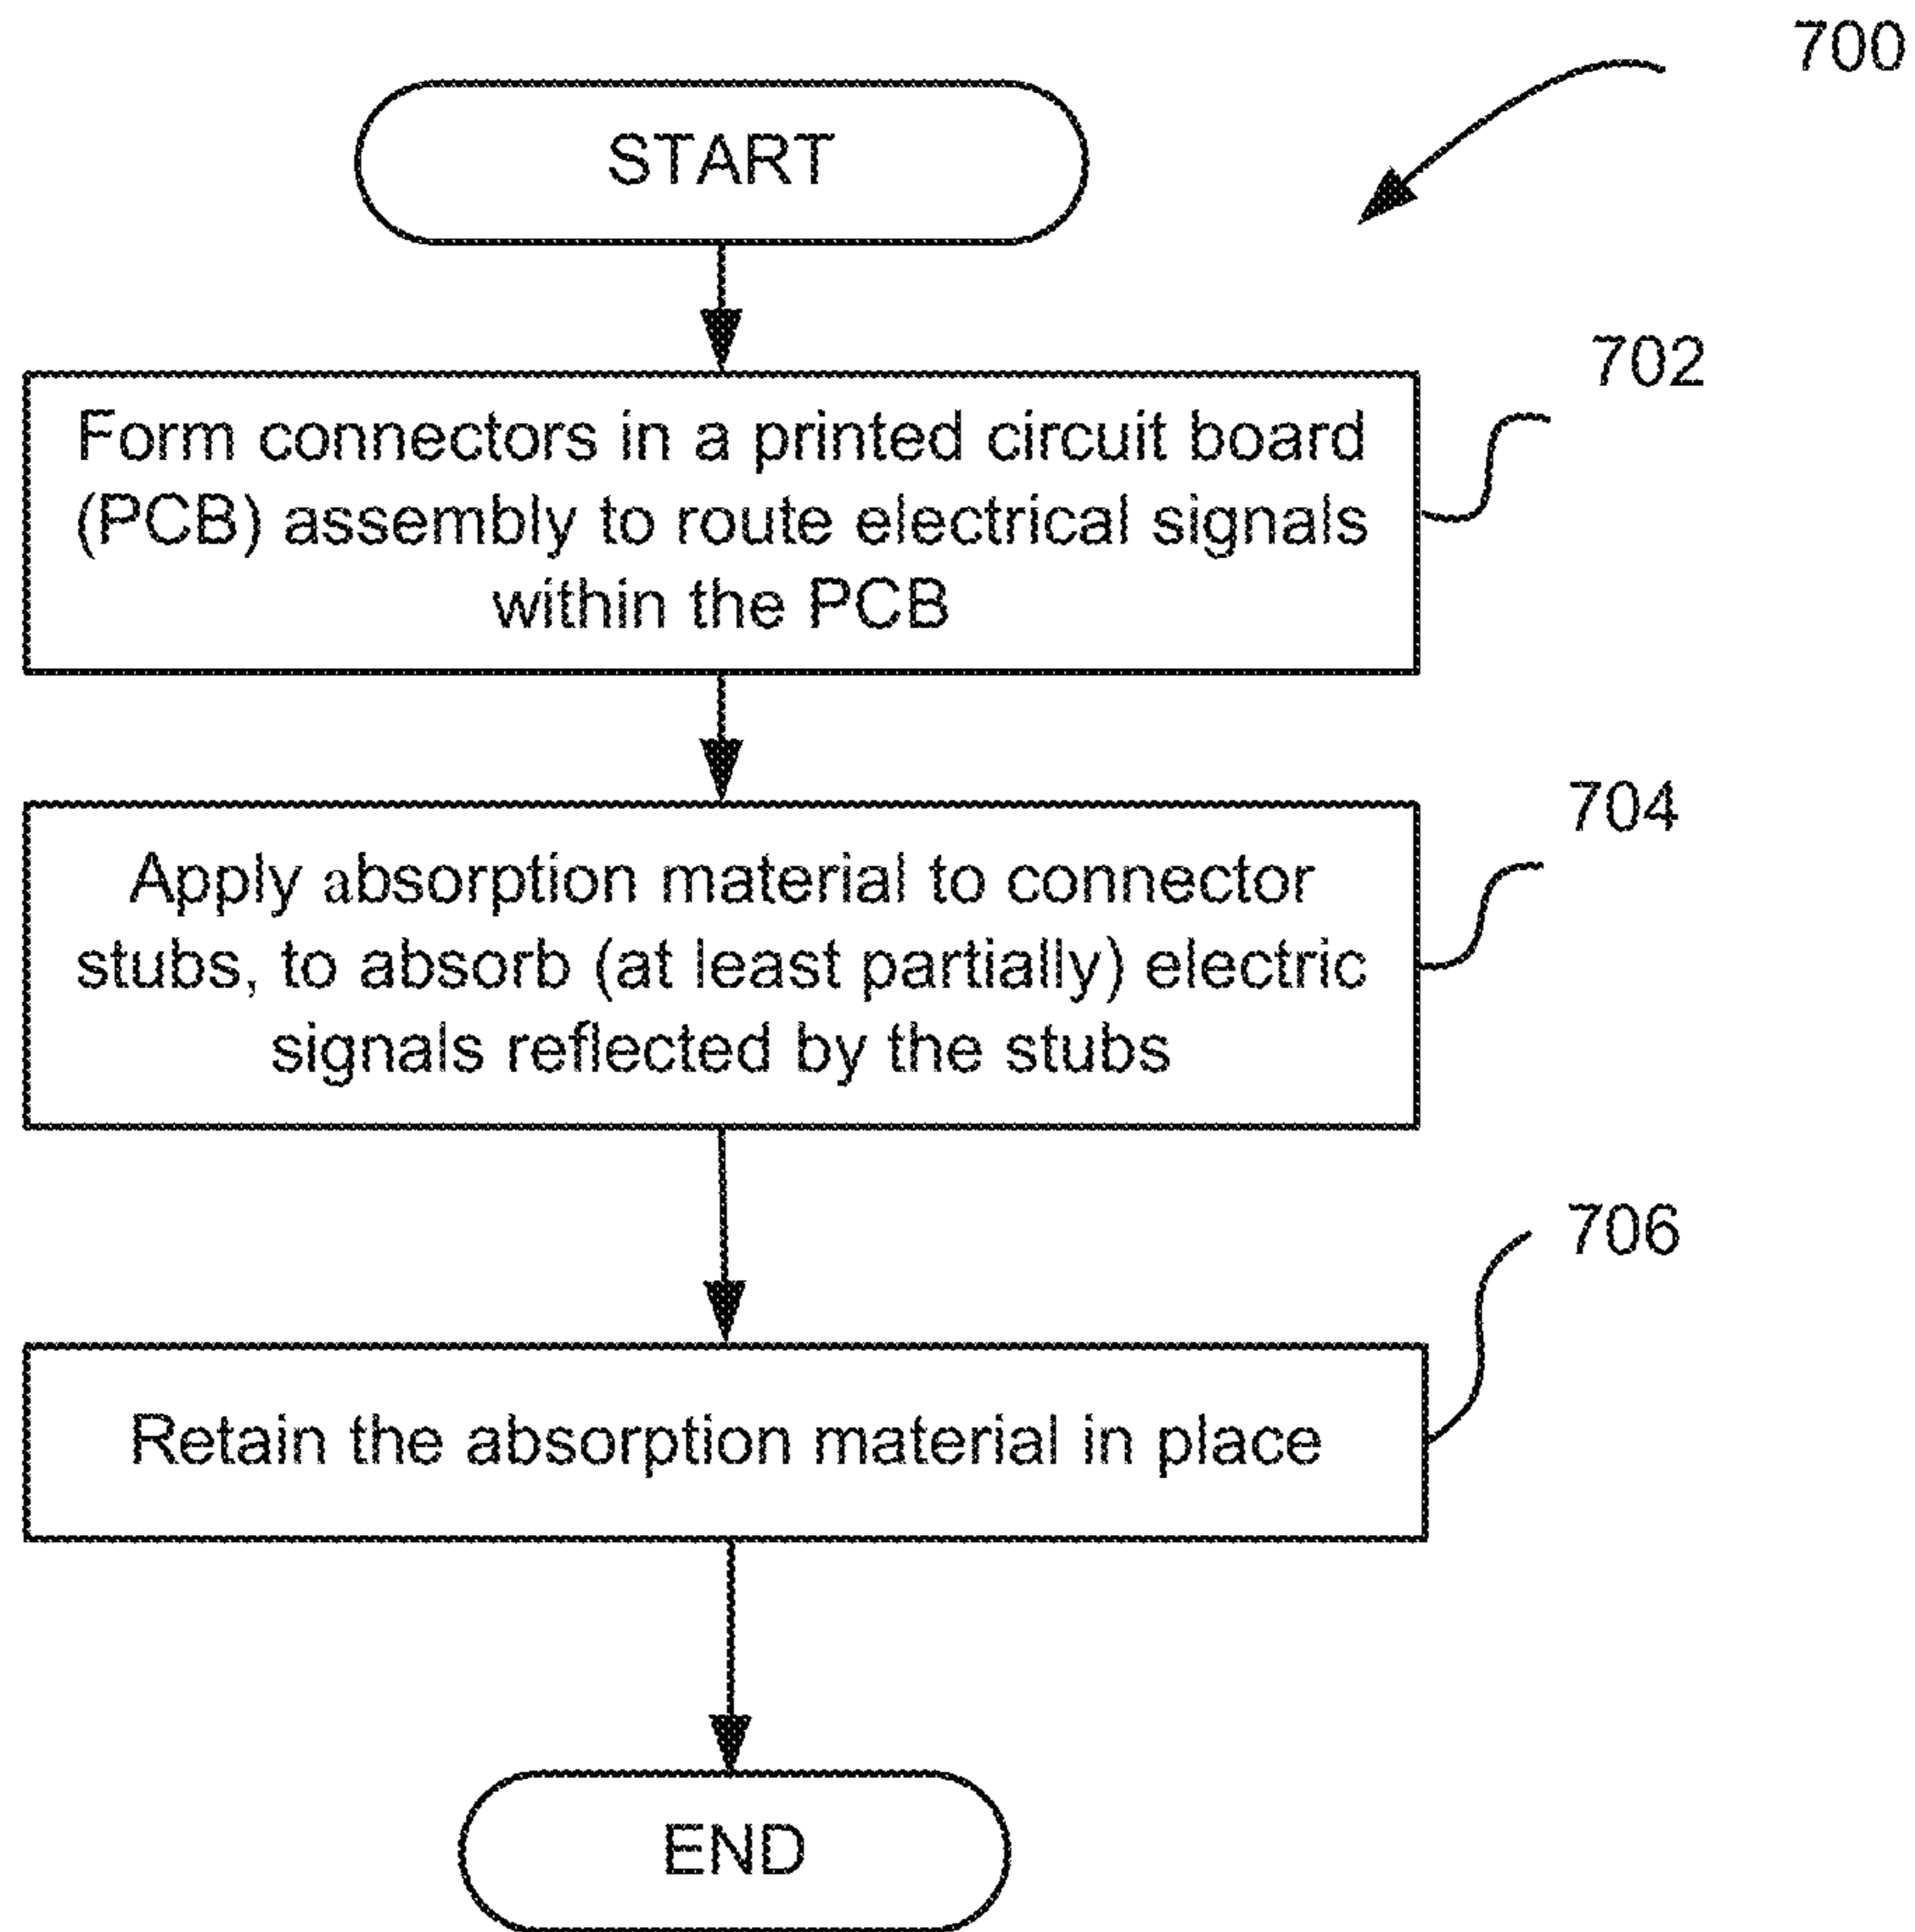 700
START
702
Form connectors in a printed circuit board
(PCB) assembly to route electrical signals
within the PCB
704
Apply absorption material to connector
stubs, to absorb (at least partially) electric
signals reflected by the stubs
706
Retain the absorption material in place
END